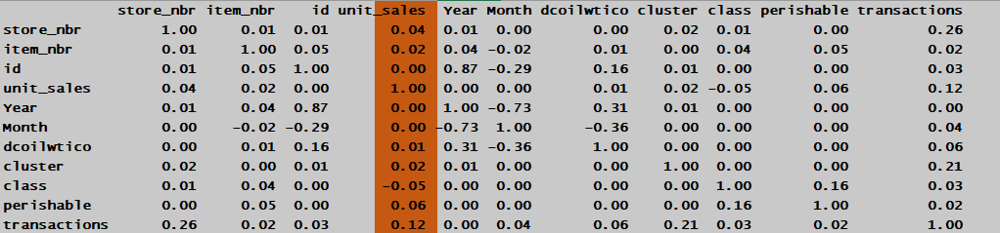 store_nbr item_nbr id unit_sales Year Month dcoilwtico cluster class perishable transactions
store_nbr 1.00 0.01 0.01 0.04 0.01 0.00 0.00 0.02 0.01 0.00 0.26
item_nbr 0.01 1.00 0.05 0.02 0.04 -0.02 0.01 0.00 0.04 0.05 0.02
id 0.01 0.05 1.00 0.00 0.87 -0.29 0.16 0.01 0.00 0.00 0.03
unit_sales 0.04 0.02 0.00 1.00 0.00 0.00 0.01 0.02 -0.05 0.06 0.12
Year 0.01 0.04 0.87 0.00 1.00 -0.73 0.31 0.01 0.00 0.00 0.00
Month 0.00 -0.02 -0.29 0.00 -0.73 1.00 -0.36 0.00 0.00 0.00 0.04
dcoilwtico 0.00 0.01 0.16 0.01 0.31 -0.36 1.00 0.00 0.00 0.00 0.06
cluster 0.02 0.00 0.01 0.02 0.01 0.00 0.00 1.00 0.00 0.00 0.21
class 0.01 0.04 0.00 -0.05 0.00 0.00 0.00 0.00 1.00 0.16 0.03
perishable 0.00 0.05 0.00 0.06 0.00 0.00 0.00 0.00 0.16 1.00 0.02
transactions 0.26 0.02 0.03 0.12 0.00 0.04 0.06 0.21 0.03 0.02 1.00